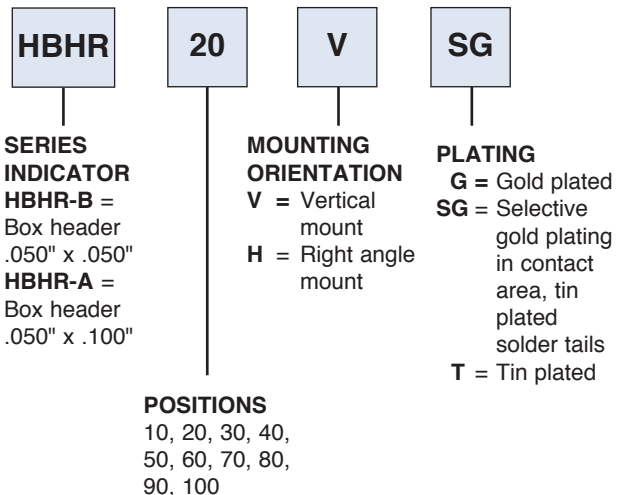 HBHR 20 V SG
SERIES
INDICATOR
HBHR-B =
Box header
.050" x .050"
HBHR-A =
Box header
.050" x .100"
POSITIONS
10, 20, 30, 40,
50, 60, 70, 80,
90, 100
MOUNTING
ORIENTATION
V = Vertical
mount
H = Right angle
mount
PLATING
G = Gold plated
SG = Selective
gold plating
in contact
area, tin
plated
solder tails
T = Tin plated